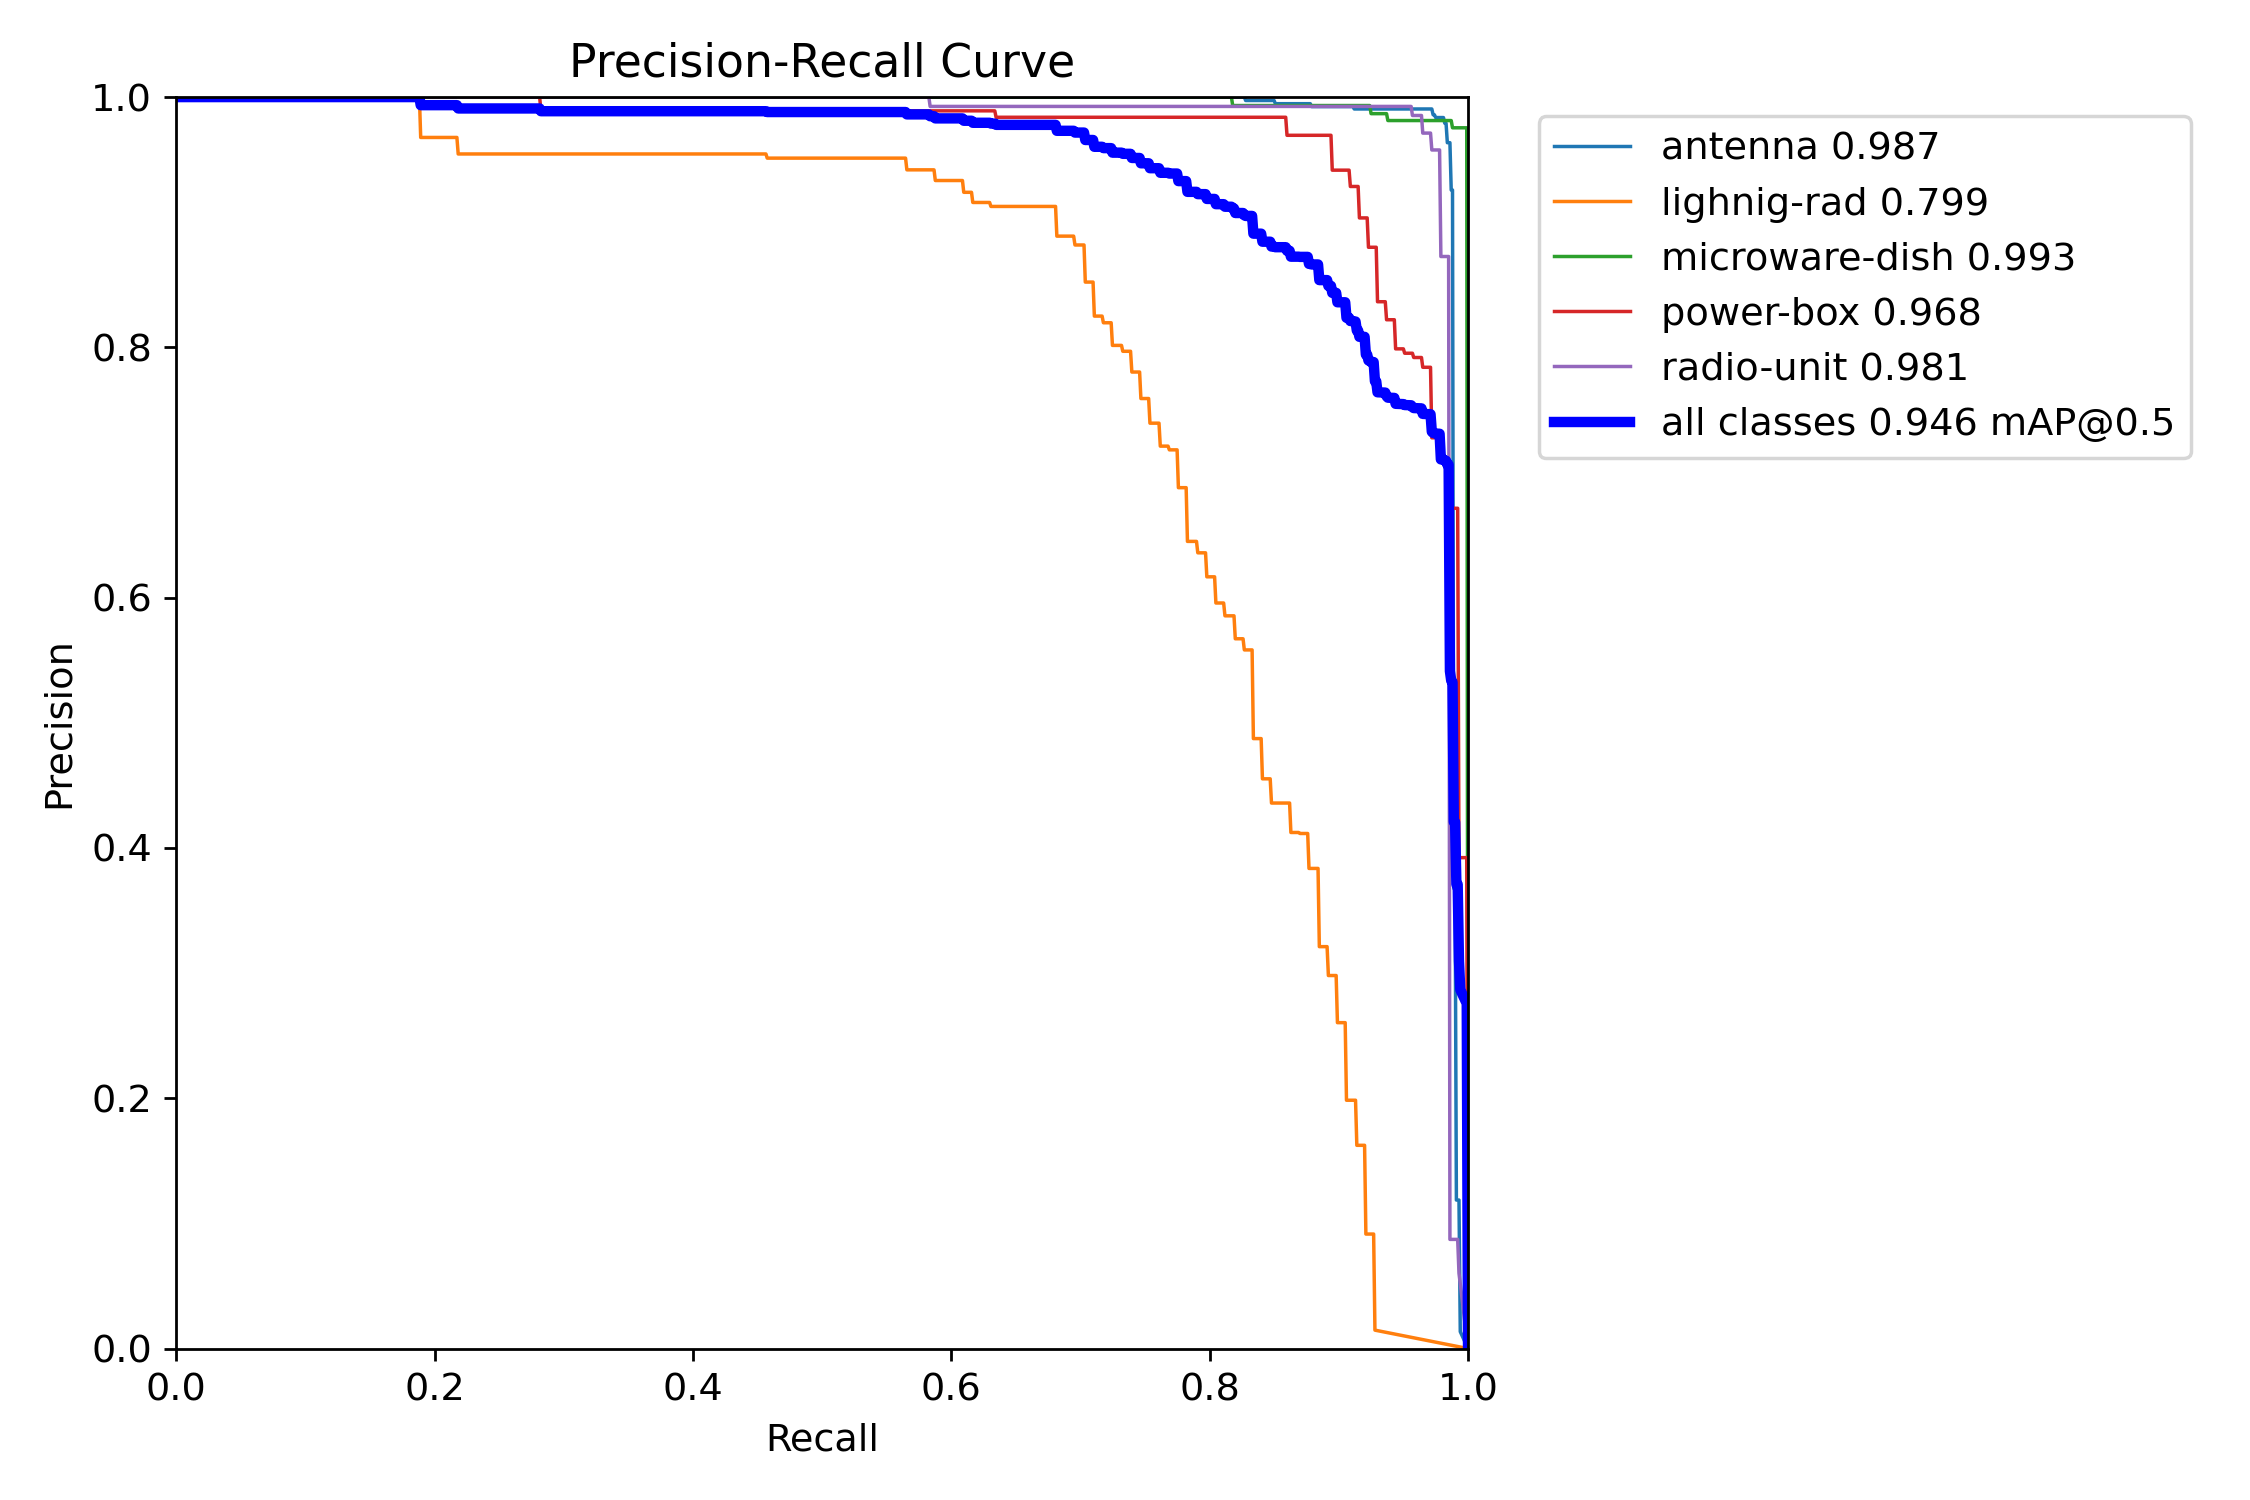 Precision-Recall Curve
1.0
0.8
0.6
0.4
0.2
0.0
Precision
0.0 0.2 0.4 0.6 0.8 1.0
Recall
antenna 0.987
lighnig-rad 0.799
microware-dish 0.993
power-box 0.968
radio-unit 0.981
all classes 0.946 mAP@0.5